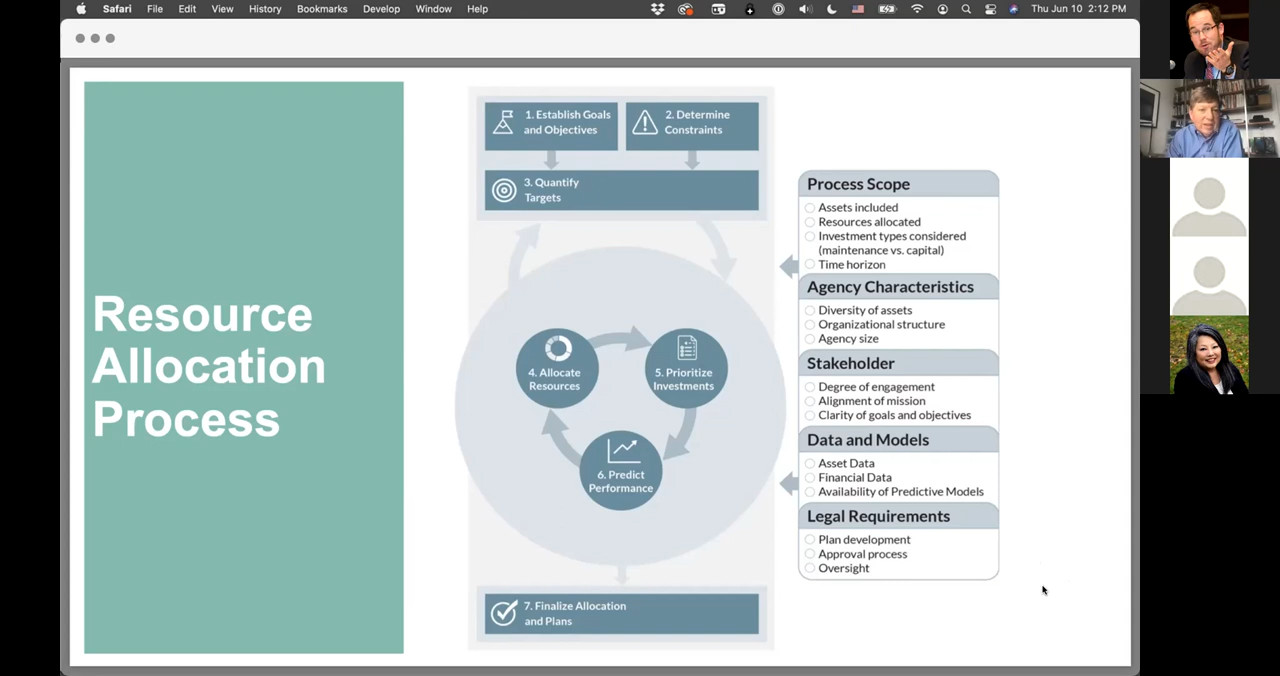 Safari File Edit View History Bookmarks Develop Window Help Thu Jun 10 2:12 PM
Resource
Allocation
Process
1. Establish Goals
and Objectives
2. Determine
Constraints
3. Quantify
Targets
4. Allocate
Resources
5. Prioritize
Investments
6. Predict
Performance
7. Finalize Allocation
and Plans
Process Scope
Assets included
Resources allocated
Investment types considered
(maintenance vs. capital)
Time horizon
Agency Characteristics
Diversity of assets
Organizational structure
Agency size
Stakeholder
Degree of engagement
Alignment of mission
Clarity of goals and objectives
Data and Models
Asset Data
Financial Data
Availability of Predictive Models
Legal Requirements
Plan development
Approval process
Oversight